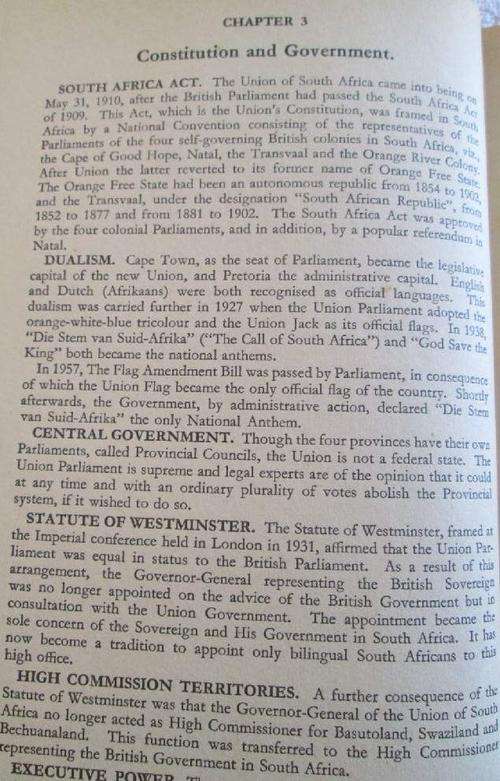 CHAPTER 3
Constitution and Government.
SOUTH AFRICA ACT. The Union of South Africa came into being on
May 31, 1910, after the British Parliament had passed the South Africa Act
of 1909. This Act, which is the Union's Constitution, was framed in South
Africa by a National Convention consisting of the representatives of the
Parliaments of the four self-governing British colonies in South Africa, viz.,
the Cape of Good Hope, Natal, the Transvaal and the Orange River Colony.
After Union the latter reverted to its former name of Orange Free State.
The Orange Free State had been an autonomous republic from 1854 to 1902,
and the Transvaal, under the designation "South African Republic", from
1852 to 1877 and from 1881 to 1902. The South Africa Act was approved
by the four colonial Parliaments, and in addition, by a popular referendum in
Natal.
DUALISM. Cape Town, as the seat of Parliament, became the legislative
capital of the new Union, and Pretoria the administrative capital. English
and Dutch (Afrikaans) were both recognised as official languages. This
dualism was carried further in 1927 when the Union Parliament adopted the
orange-white-blue tricolour and the Union Jack as its official flags. In 1938,
"Die Stem van Suid-Afrika" ("The Call of South Africa") and "God Save the
King" both became the national anthems.
In 1957, The Flag Amendment Bill was passed by Parliament, in consequence
of which the Union Flag became the only official flag of the country. Shortly
afterwards, the Government, by administrative action, declared "Die Stem
van Suid-Afrika" the only National Anthem.
CENTRAL GOVERNMENT. Though the four provinces have their own
Parliaments, called Provincial Councils, the Union is not a federal state. The
Union Parliament is supreme and legal experts are of the opinion that it could
at any time and with an ordinary plurality of votes abolish the Provincial
system, if it wished to do so.
STATUTE OF WESTMINSTER. The Statute of Westminster, framed at
the Imperial conference held in London in 1931, affirmed that the Union Par-
liament was equal in status to the British Parliament. As a result of this
arrangement, the Governor-General representing the British Sovereign
was no longer appointed on the advice of the British Government but in
consultation with the Union Government. The appointment became the
sole concern of the Sovereign and His Government in South Africa. It has
now become a tradition to appoint only bilingual South Africans to this
high office.
HIGH COMMISSION TERRITORIES. A further consequence of the
Statute of Westminster was that the Governor-General of the Union of South
Africa no longer acted as High Commissioner for Basutoland, Swaziland and
Bechuanaland. This function was transferred to the High Commissioner
representing the British Government in South Africa.
EXECUTIVE POWER.